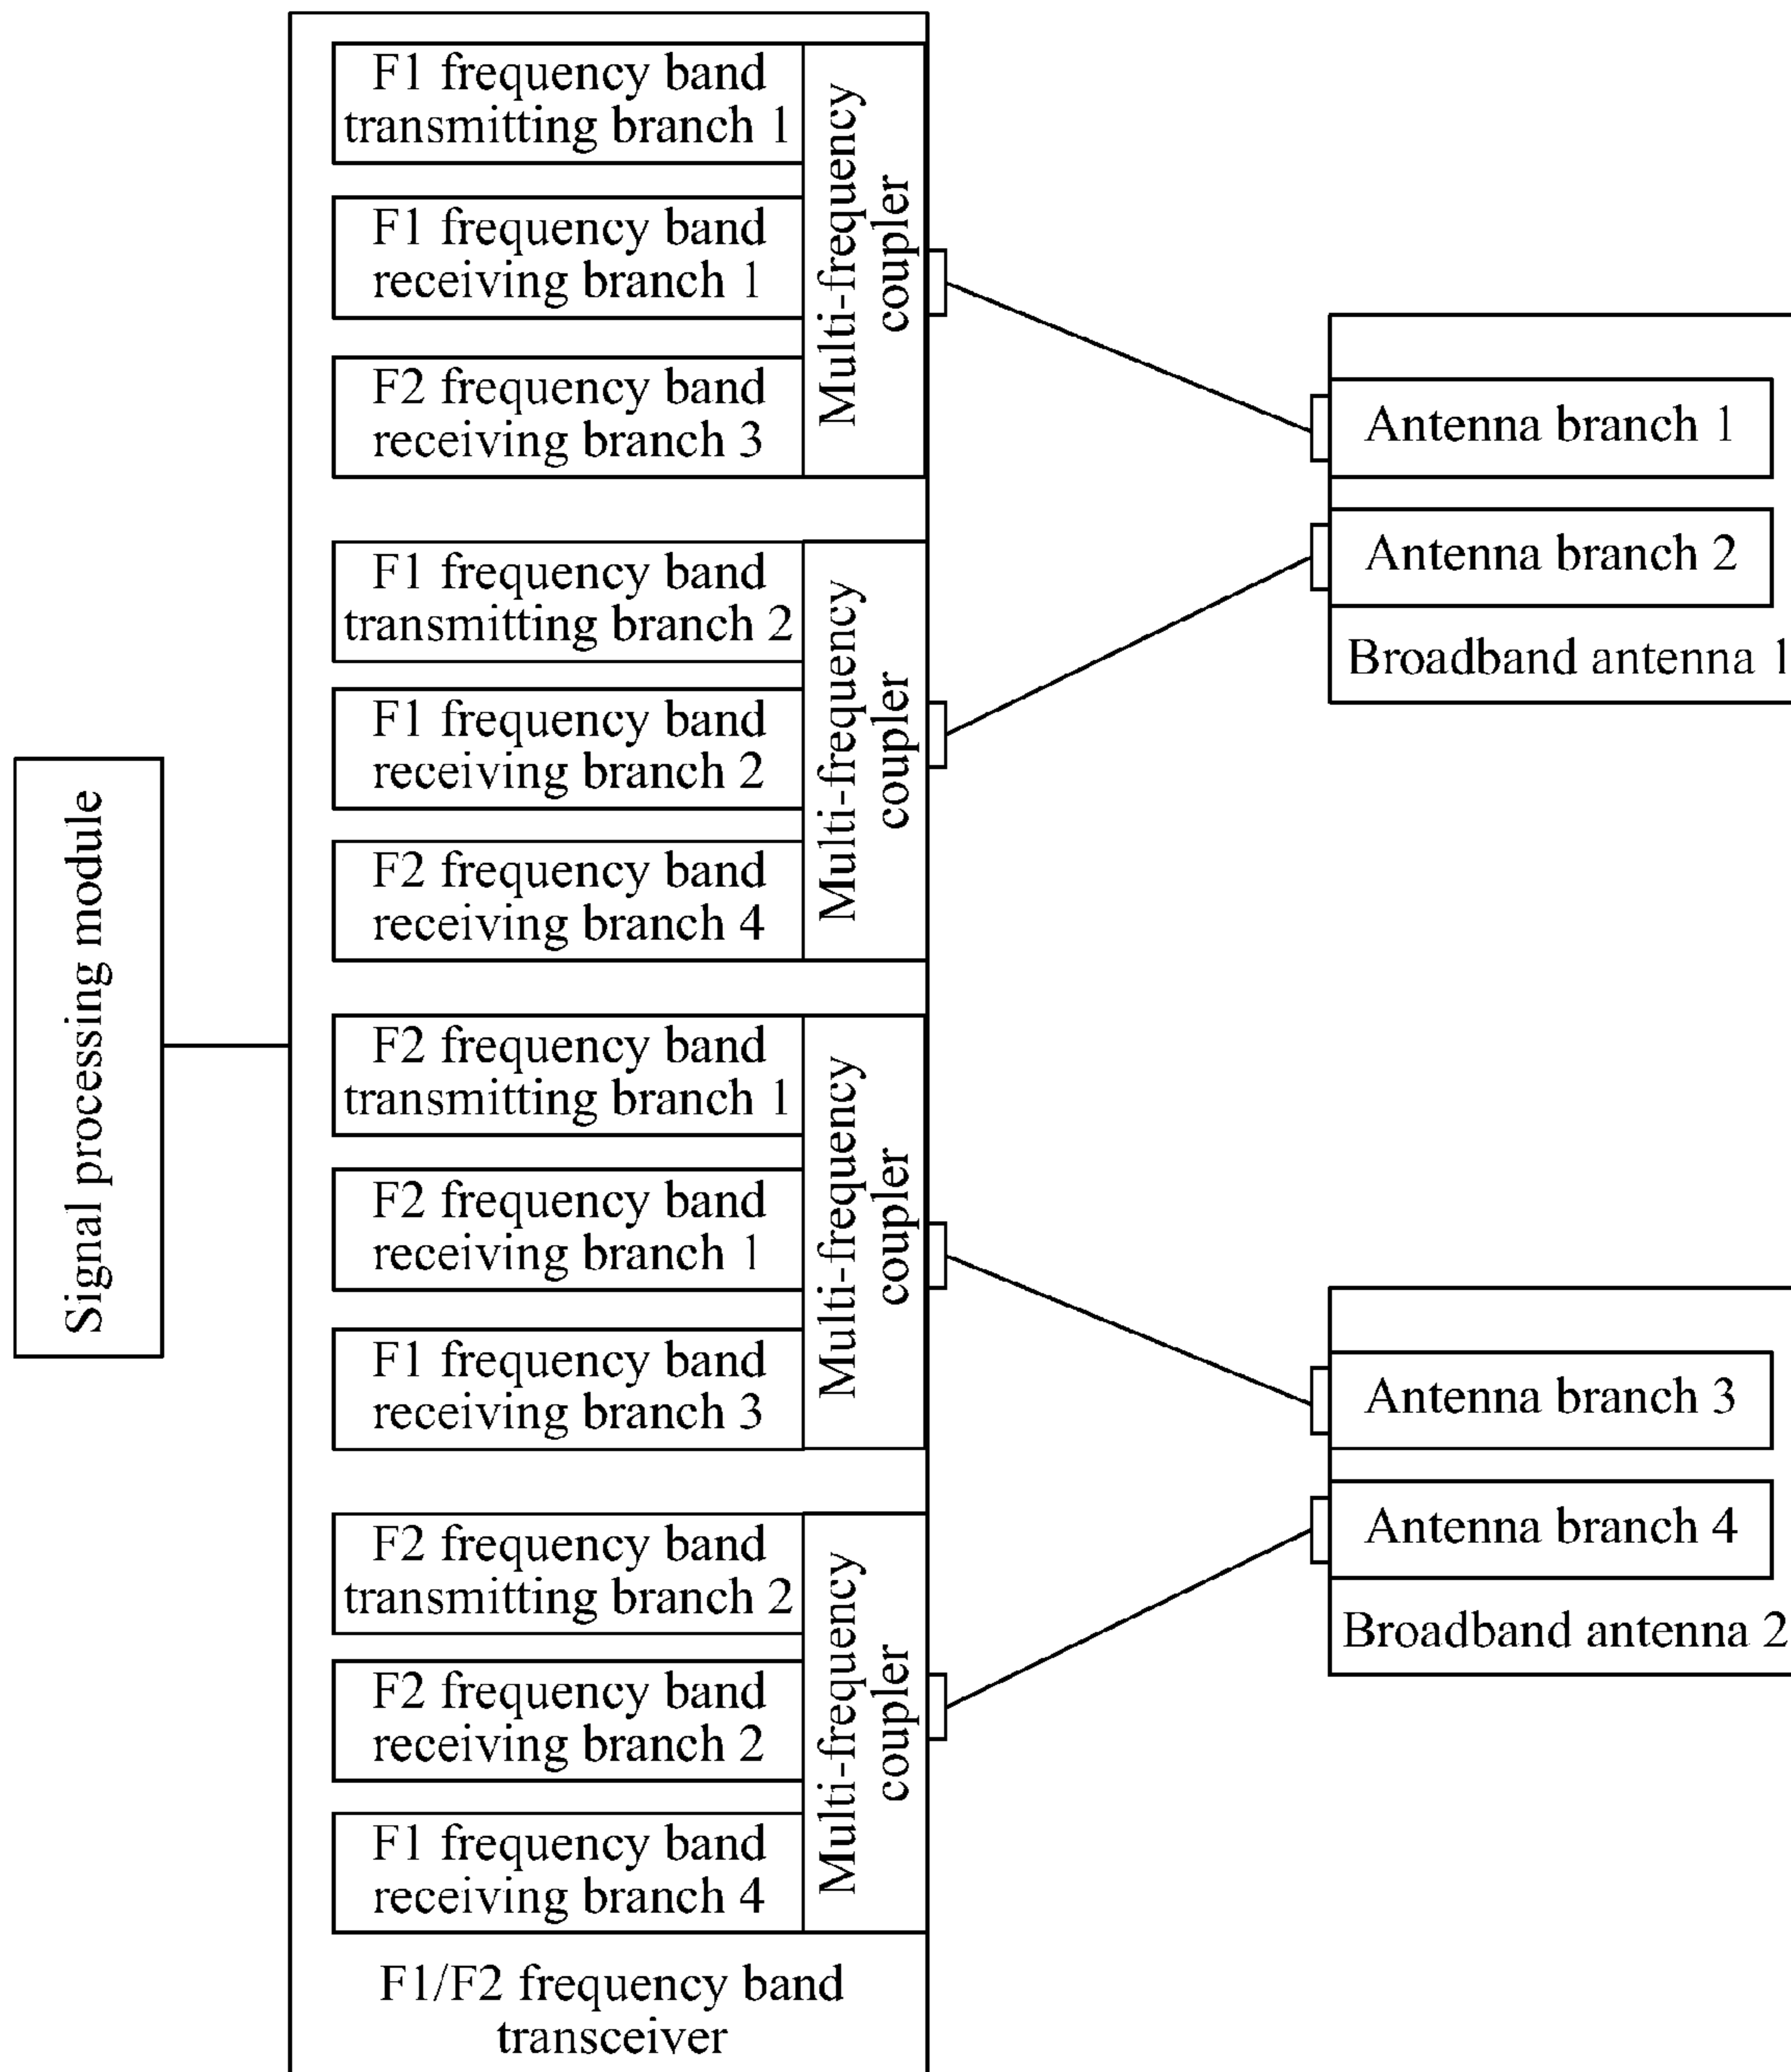 Signal processing module
F1 frequency band
transmitting branch 1
F1 frequency band
receiving branch 1
F2 frequency band
receiving branch 3
Multi-frequency
coupler
F1 frequency band
transmitting branch 2
F1 frequency band
receiving branch 2
F2 frequency band
receiving branch 4
Multi-frequency
coupler
F2 frequency band
transmitting branch 1
F2 frequency band
receiving branch 1
F1 frequency band
receiving branch 3
Multi-frequency
coupler
F2 frequency band
transmitting branch 2
F2 frequency band
receiving branch 2
F1 frequency band
receiving branch 4
Multi-frequency
coupler
F1/F2 frequency band
transceiver
Antenna branch 1
Antenna branch 2
Broadband antenna 1
Antenna branch 3
Antenna branch 4
Broadband antenna 2